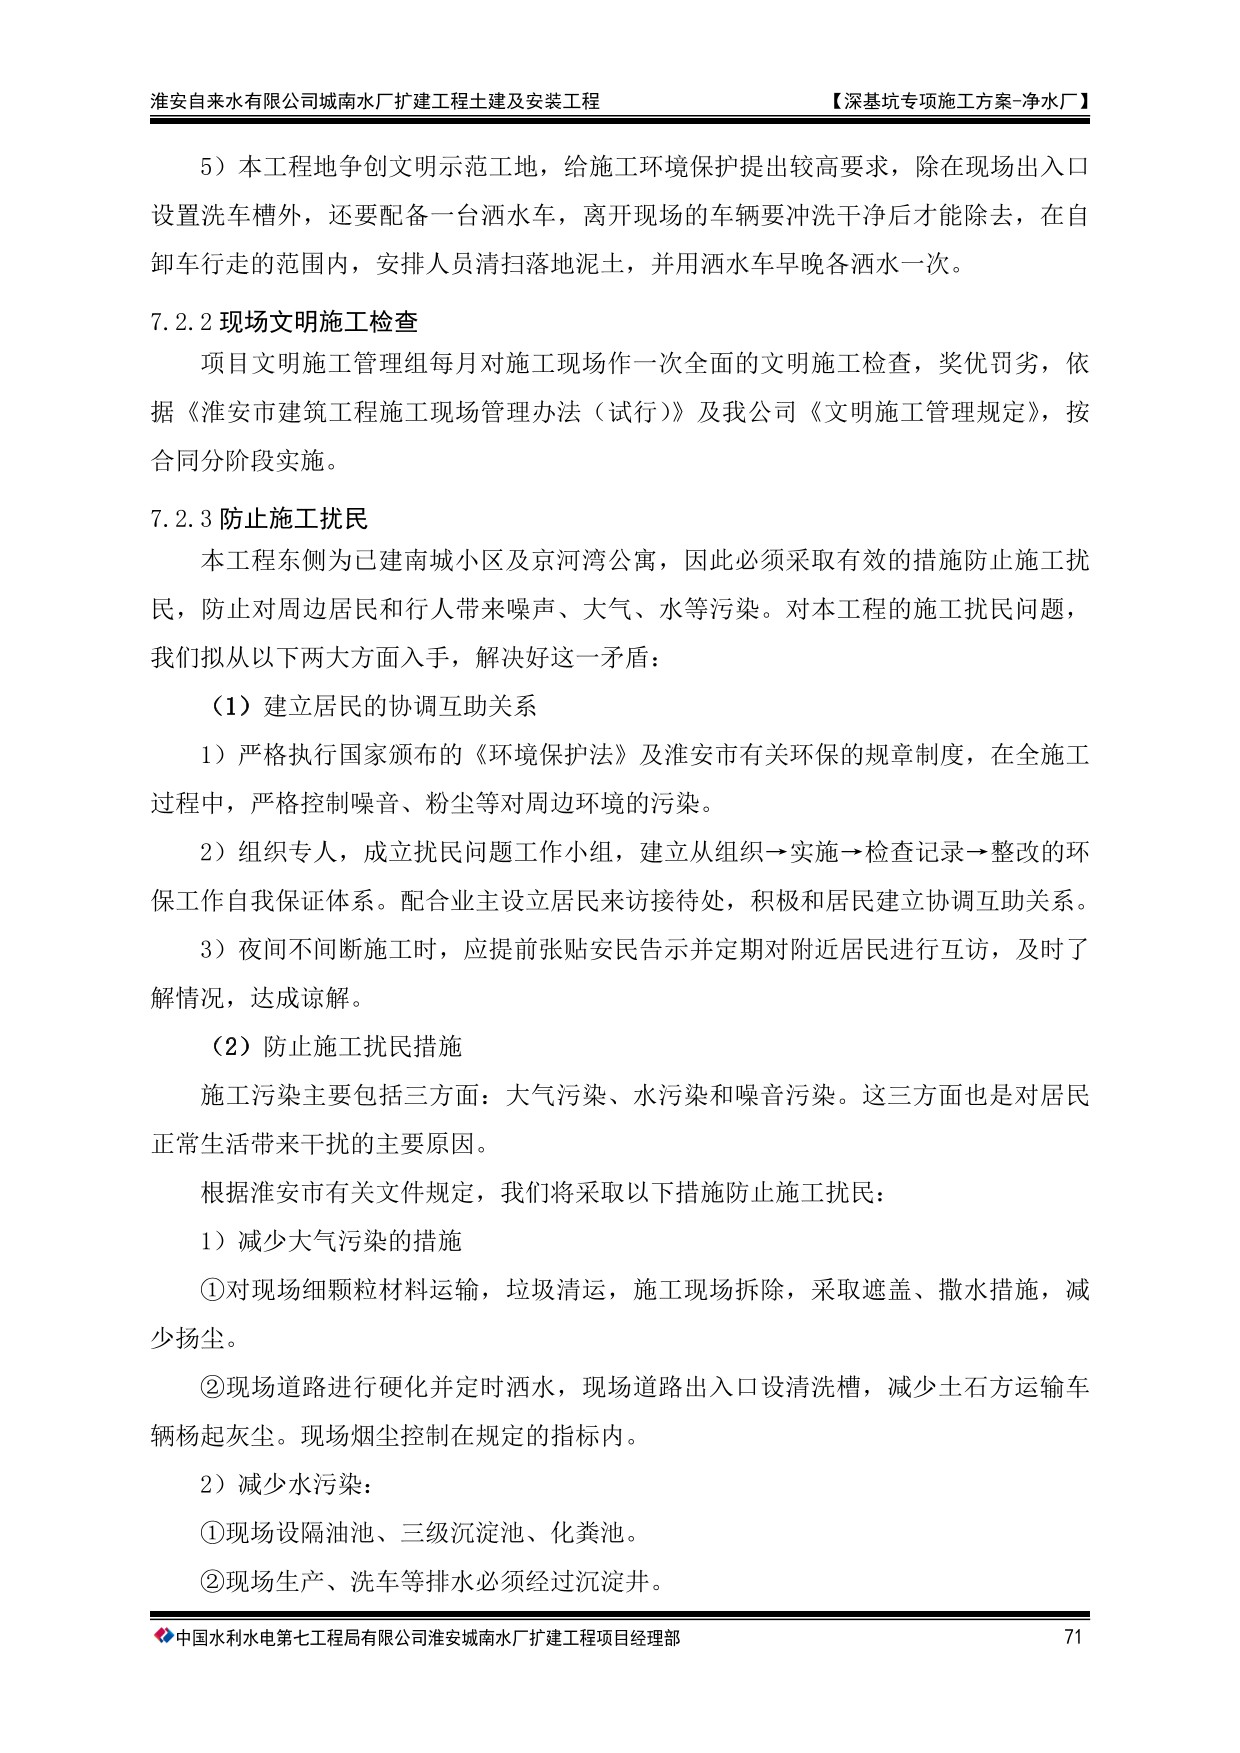 淮安自来水有限公司城南水厂扩建工程土建及安装工程 【深基坑专项施工方案-净水厂】
5）本工程地争创文明示范工地，给施工环境保护提出较高要求，除在现场出入口
设置洗车槽外，还要配备一台洒水车，离开现场的车辆要冲洗干净后才能除去，在自
卸车行走的范围内，安排人员清扫落地泥土，并用洒水车早晚各洒水一次。
7.2.2 现场文明施工检查
项目文明施工管理组每月对施工现场作一次全面的文明施工检查，奖优罚劣，依
据《淮安市建筑工程施工现场管理办法（试行）》及我公司《文明施工管理规定》，按
合同分阶段实施。
7.2.3 防止施工扰民
本工程东侧为已建南城小区及京河湾公寓，因此必须采取有效的措施防止施工扰
民，防止对周边居民和行人带来噪声、大气、水等污染。对本工程的施工扰民问题，
我们拟从以下两大方面入手，解决好这一矛盾：
（1）建立居民的协调互助关系
1）严格执行国家颁布的《环境保护法》及淮安市有关环保的规章制度，在全施工
过程中，严格控制噪音、粉尘等对周边环境的污染。
2）组织专人，成立扰民问题工作小组，建立从组织→实施→检查记录→整改的环
保工作自我保证体系。配合业主设立居民来访接待处，积极和居民建立协调互助关系。
3）夜间不间断施工时，应提前张贴安民告示并定期对附近居民进行互访，及时了
解情况，达成谅解。
（2）防止施工扰民措施
施工污染主要包括三方面：大气污染、水污染和噪音污染。这三方面也是对居民
正常生活带来干扰的主要原因。
根据淮安市有关文件规定，我们将采取以下措施防止施工扰民：
1）减少大气污染的措施
①对现场细颗粒材料运输，垃圾清运，施工现场拆除，采取遮盖、撒水措施，减
少扬尘。
②现场道路进行硬化并定时洒水，现场道路出入口设清洗槽，减少土石方运输车
辆杨起灰尘。现场烟尘控制在规定的指标内。
2）减少水污染：
①现场设隔油池、三级沉淀池、化粪池。
②现场生产、洗车等排水必须经过沉淀井。
中国水利水电第七工程局有限公司淮安城南水厂扩建工程项目经理部 71